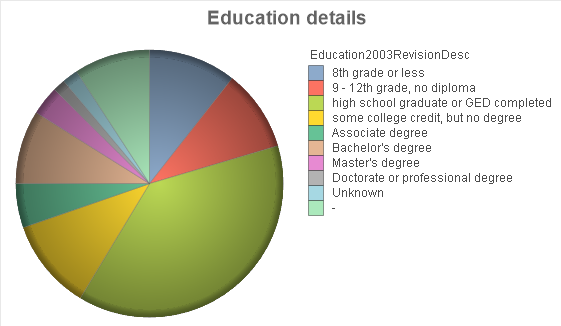 Education details
Education2003RevisionDesc
8th grade or less
9 - 12th grade, no diploma
high school graduate or GED completed
some college credit, but no degree
Associate degree
Bachelor's degree
Master's degree
Doctorate or professional degree
Unknown
-